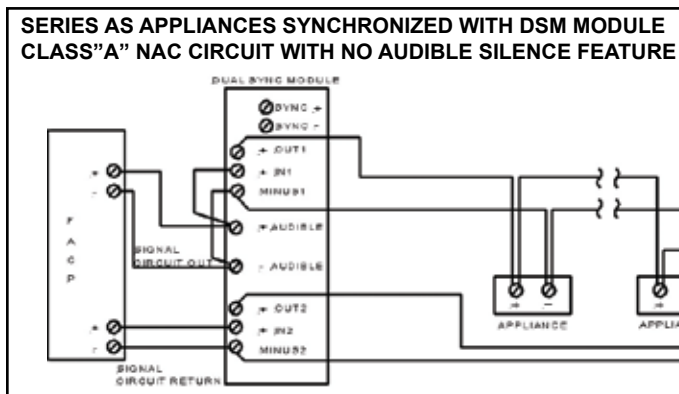 SERIES AS APPLIANCES SYNCHRONIZED WITH DSM MODULE
CLASS"A" NAC CIRCUIT WITH NO AUDIBLE SILENCE FEATURE
DUAL SYNC MODULE
SYNC +
SYNC -
+ OUT1
+ IN1
MINUS1
+ AUDIBLE
- AUDIBLE
+ OUT2
+ IN2
MINUS2
+
-
F
A
C
P
+
-
SIGNAL
CIRCUIT OUT
SIGNAL
CIRCUIT RETURN
+ -
APPLIANCE
+
APPLI